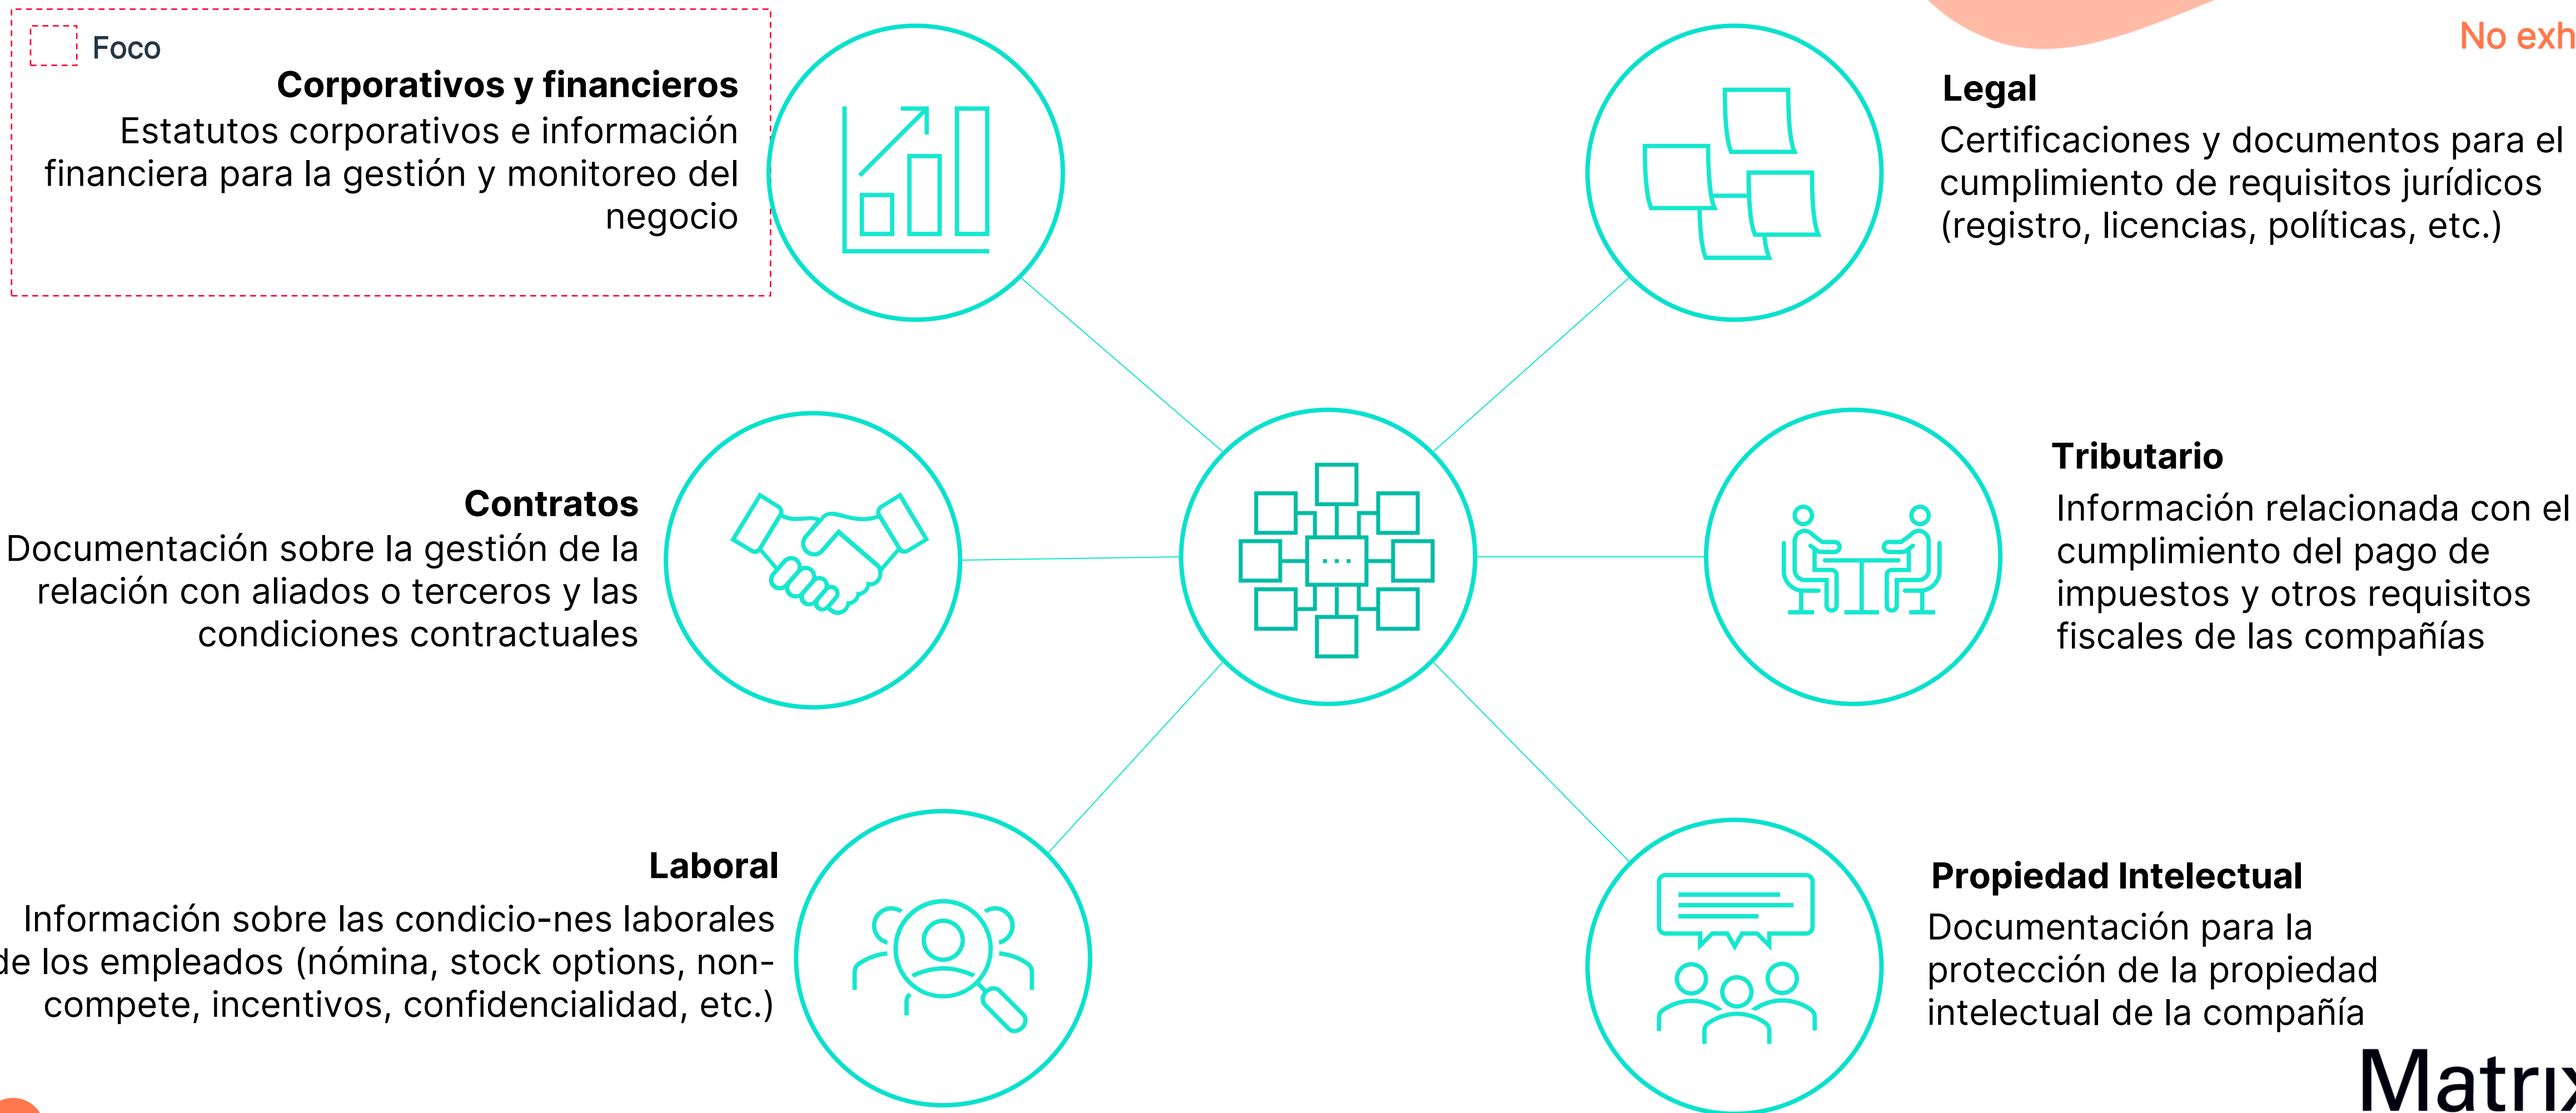 Foco
Corporativos y financieros
Estatutos corporativos e información
financiera para la gestión y monitoreo del
negocio
Contratos
Documentación sobre la gestión de la
relación con aliados o terceros y las
condiciones contractuales
Laboral
Información sobre las condicio-nes laborales
de los empleados (nómina, stock options, non-
compete, incentivos, confidencialidad, etc.)
No exh
Legal
Certificaciones y documentos para el
cumplimiento de requisitos jurídicos
(registro, licencias, políticas, etc.)
Tributario
Información relacionada con el
cumplimiento del pago de
impuestos y otros requisitos
fiscales de las compañías
Propiedad Intelectual
Documentación para la
protección de la propiedad
intelectual de la compañía
Matrix